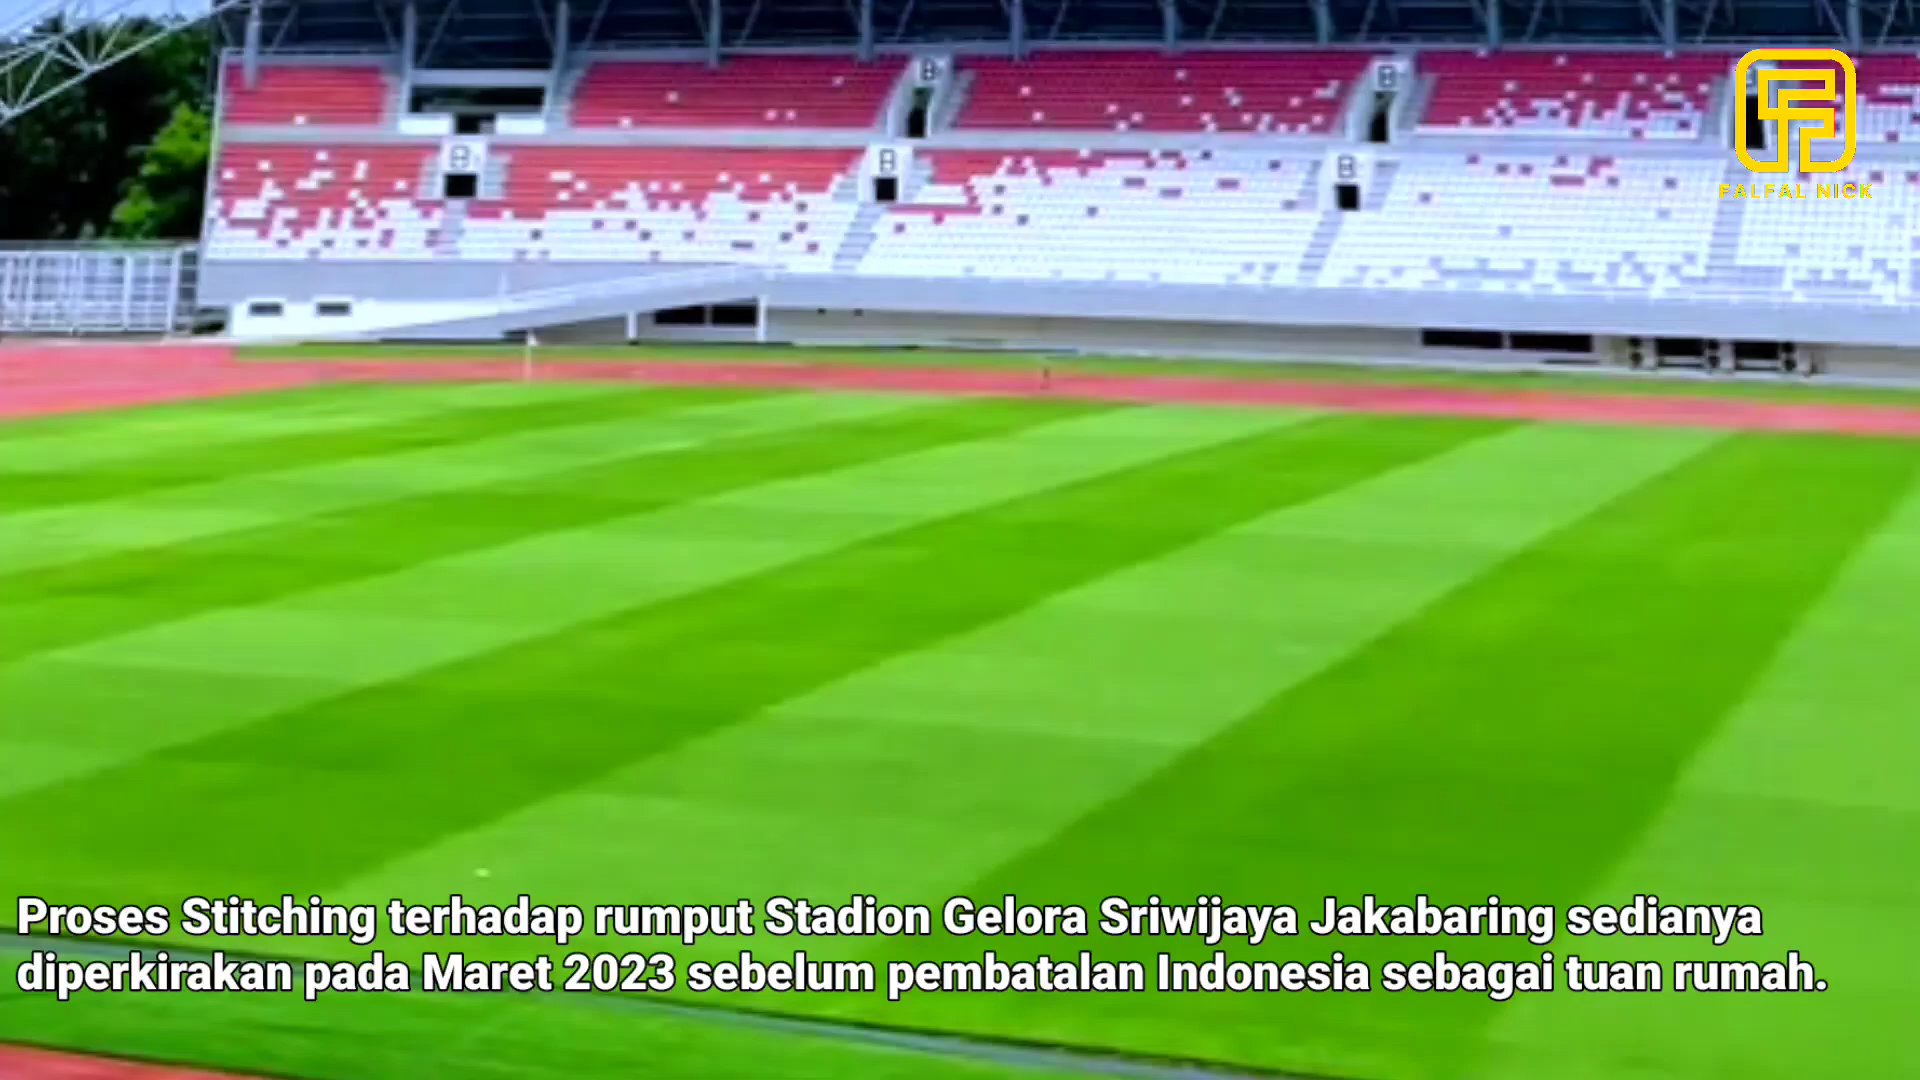 B
B
FALFAL NICK
B
B
B
Proses Stitching terhadap rumput Stadion Gelora Sriwijaya Jakabaring sedianya
diperkirakan pada Maret 2023 sebelum pembatalan Indonesia sebagai tuan rumah.